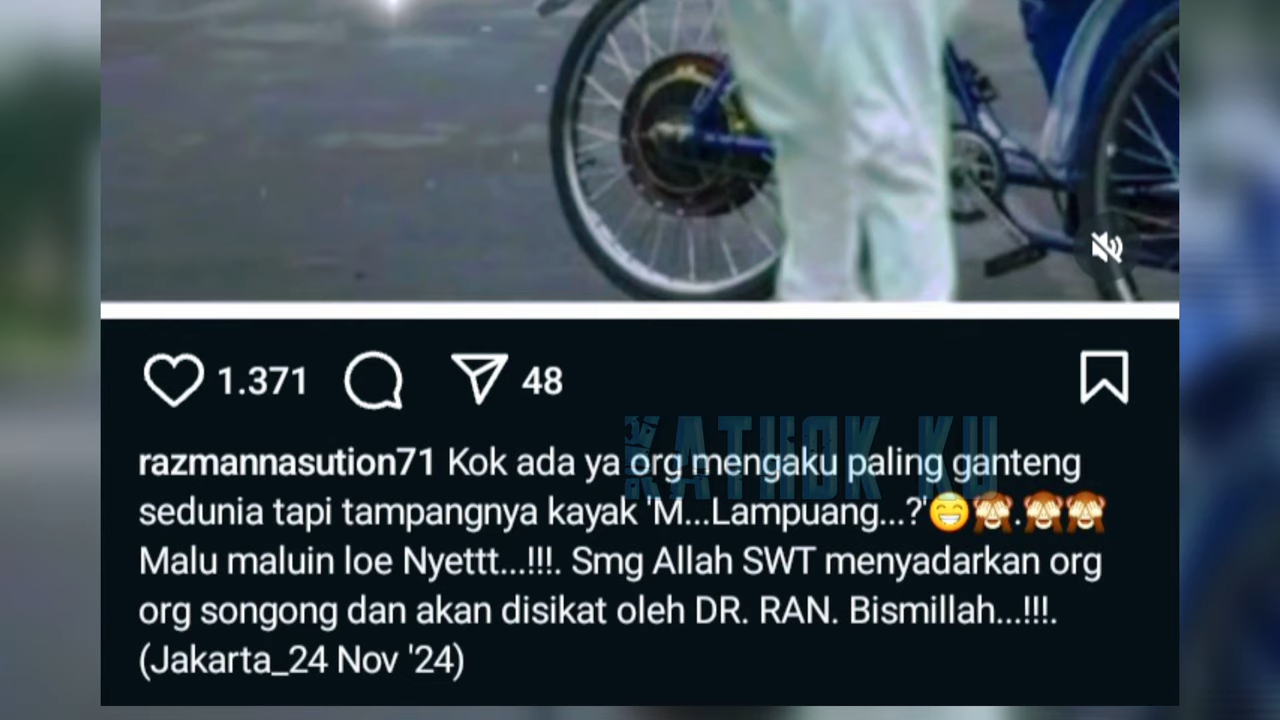 1.371
48
KATHOK KU
razmannasution71 Kok ada ya org mengaku paling ganteng
sedunia tapi tampangnya kayak 'M...Lampuang...?'😁🙈.🙈🙈
Malu maluin loe Nyettt...!!!. Smg Allah SWT menyadarkan org
org songong dan akan disikat oleh DR. RAN. Bismillah...!!!.
(Jakarta_24 Nov '24)